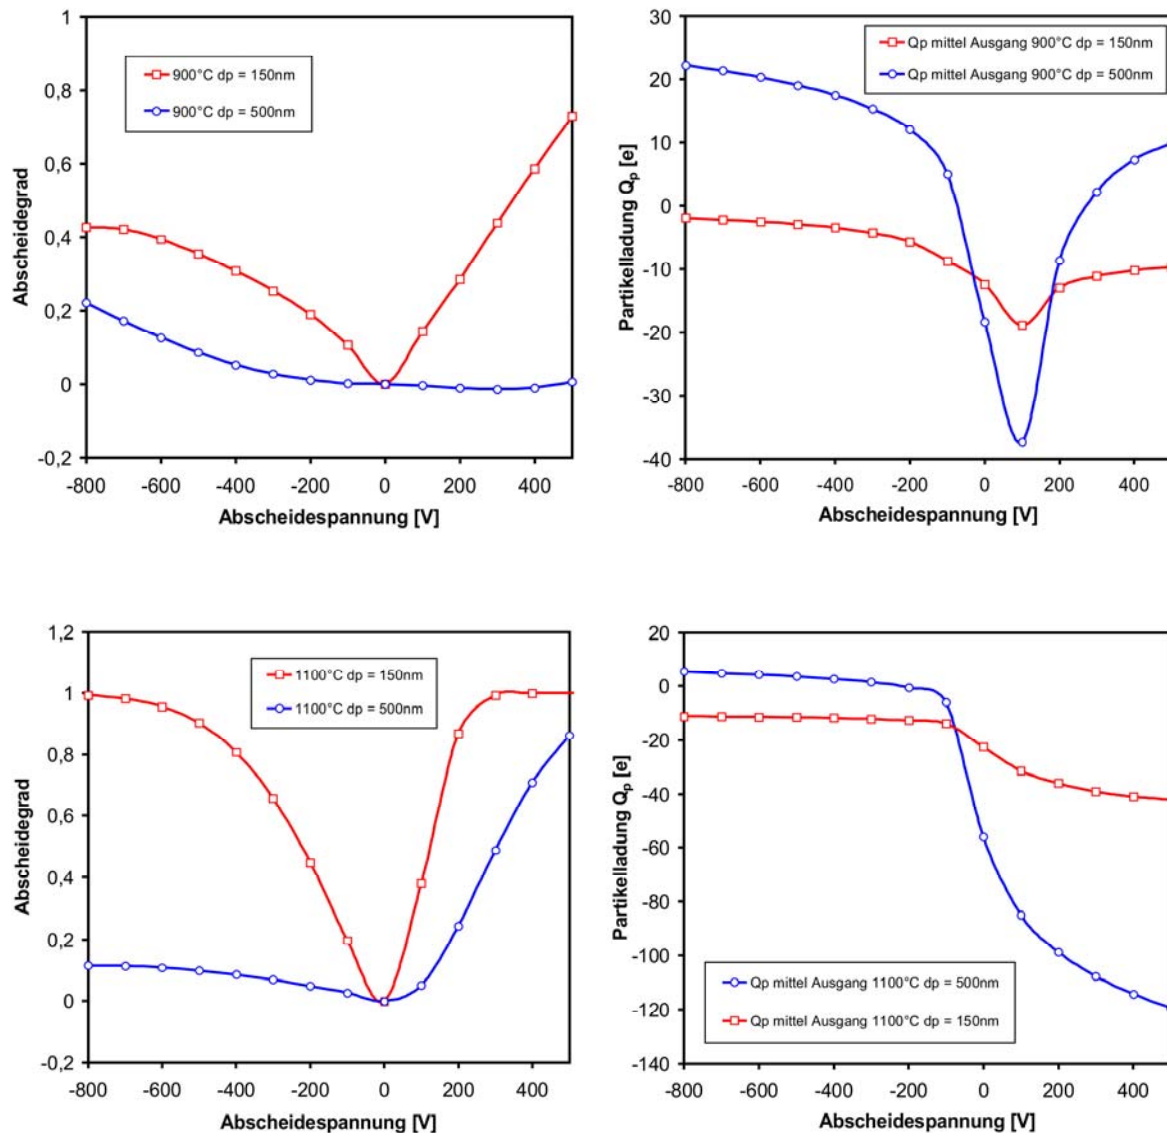 1
0,8
0,6
0,4
0,2
0
-0,2
Abscheidegrad
900°C dp = 150nm
900°C dp = 500nm
-800 -600 -400 -200 0 200 400
Abscheidespannung [V]
30
20
10
0
-10
-20
-30
-40
Partikelladung Qp [e]
Qp mittel Ausgang 900°C dp = 150nm
Qp mittel Ausgang 900°C dp = 500nm
-800 -600 -400 -200 0 200 400
Abscheidespannung [V]
1,2
1
0,8
0,6
0,4
0,2
0
-0,2
Abscheidegrad
1100°C dp = 150nm
1100°C dp = 500nm
-800 -600 -400 -200 0 200 400
Abscheidespannung [V]
20
0
-20
-40
-60
-80
-100
-120
-140
Partikelladung Qp [e]
Qp mittel Ausgang 1100°C dp = 500nm
Qp mittel Ausgang 1100°C dp = 150nm
-800 -600 -400 -200 0 200 400
Abscheidespannung [V]